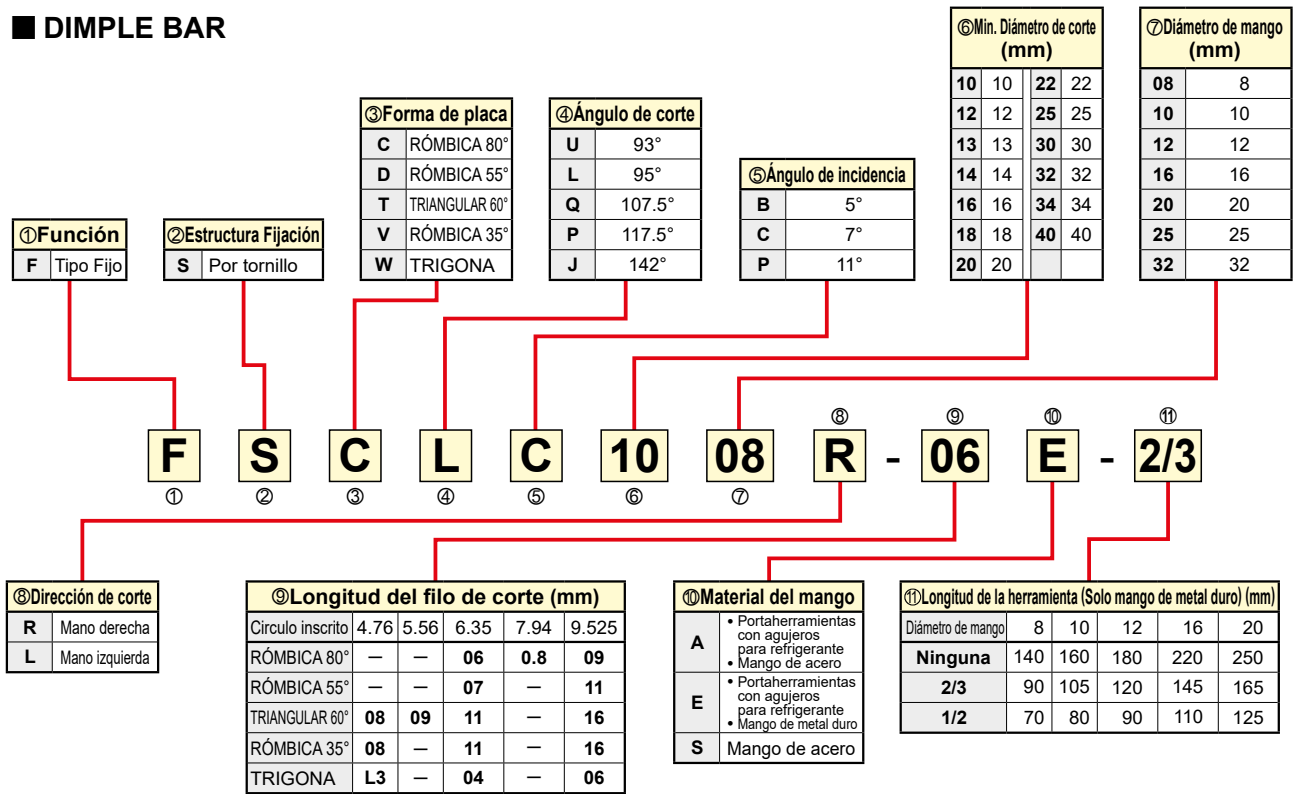 ■ DIMPLE BAR
①Función
F Tipo Fijo
②Estructura Fijación
S Por tornillo
③Forma de placa
C RÓMBICA 80°
D RÓMBICA 55°
T TRIANGULAR 60°
V RÓMBICA 35°
W TRIGONA
④Ángulo de corte
U 93°
L 95°
Q 107.5°
P 117.5°
J 142°
⑤Ángulo de incidencia
B 5°
C 7°
P 11°
⑥Min. Diámetro de corte
(mm)
10 10 22 22
12 12 25 25
13 13 30 30
14 14 32 32
16 16 34 34
18 18 40 40
20 20
⑦Diámetro de mango
(mm)
08 8
10 10
12 12
16 16
20 20
25 25
32 32
⑧ ⑨ ⑩ ⑪
F S C L C 10 08 R - 06 E - 2/3
① ② ③ ④ ⑤ ⑥ ⑦
⑧Dirección de corte
R Mano derecha
L Mano izquierda
⑨Longitud del filo de corte (mm)
Circulo inscrito 4.76 5.56 6.35 7.94 9.525
RÓMBICA 80° — — 06 0.8 09
RÓMBICA 55° — — 07 — 11
TRIANGULAR 60° 08 09 11 — 16
RÓMBICA 35° 08 — 11 — 16
TRIGONA L3 — 04 — 06
⑩Material del mango
A
• Portaherramientas
con agujeros
para refrigerante
• Mango de acero
E
• Portaherramientas
con agujeros
para refrigerante
• Mango de metal duro
S Mango de acero
⑪Longitud de la herramienta (Solo mango de metal duro) (mm)
Diámetro de mango 8 10 12 16 20
Ninguna 140 160 180 220 250
2/3 90 105 120 145 165
1/2 70 80 90 110 125